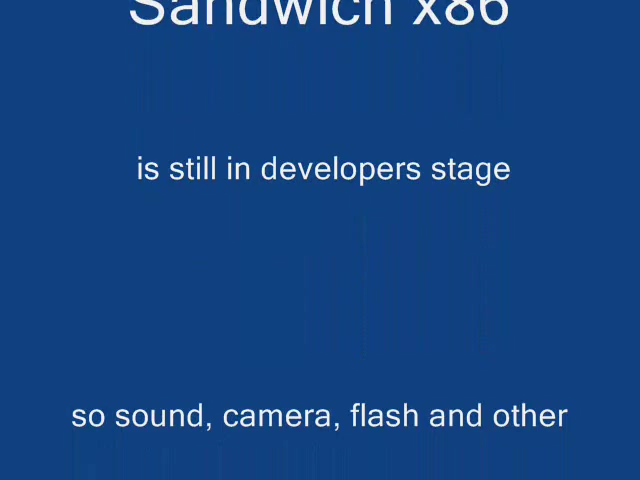 Sandwich x86
is still in developers stage
so sound, camera, flash and other